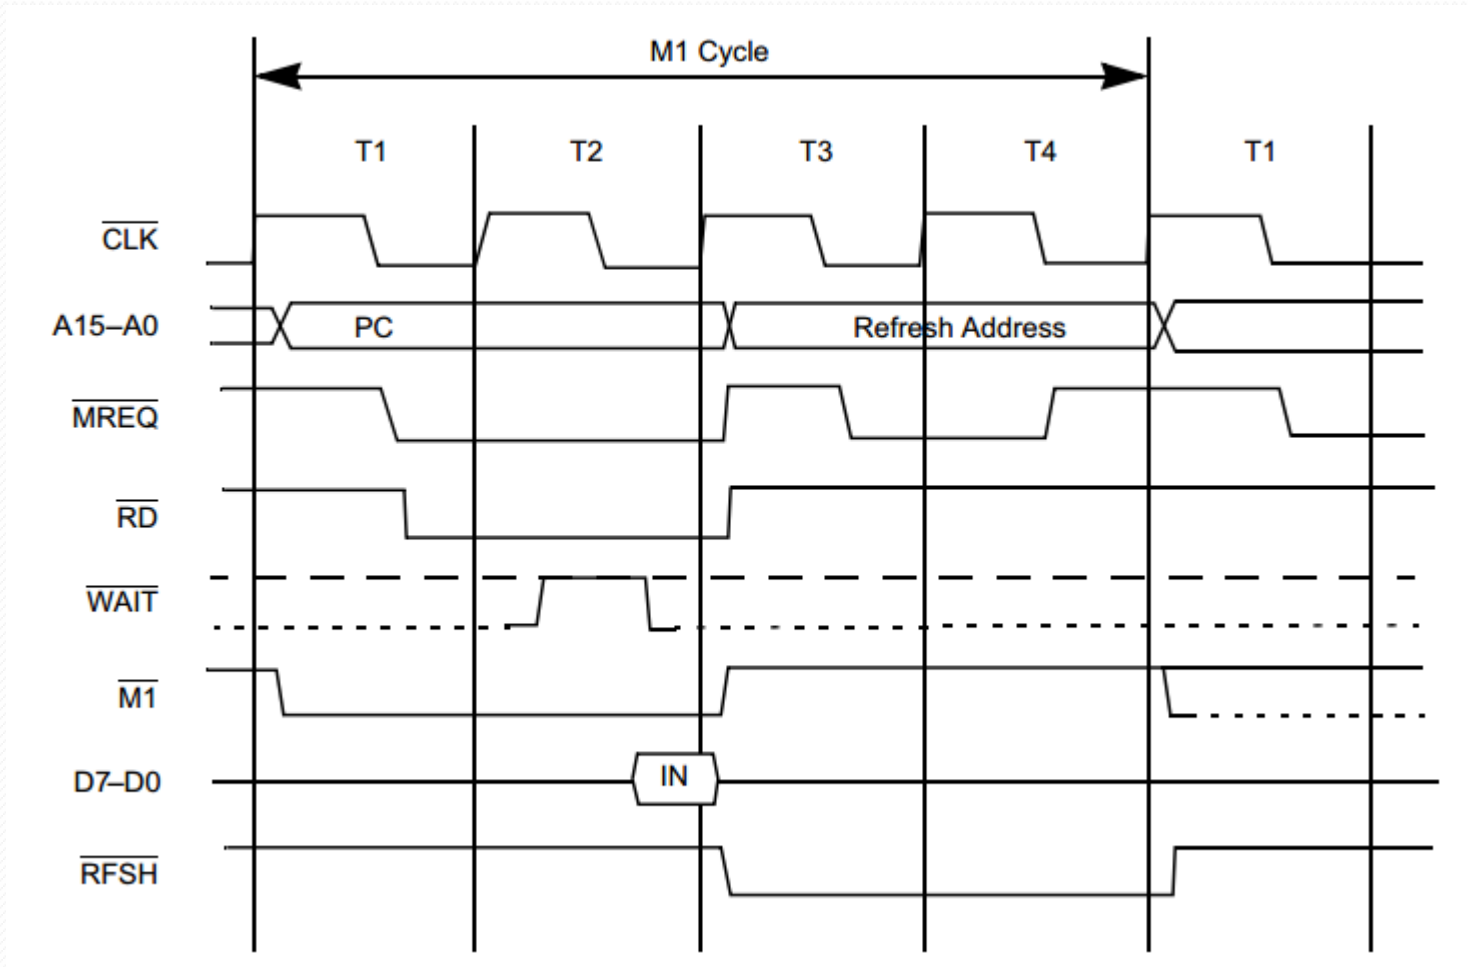 M1 Cycle
T1 T2 T3 T4 T1
CLK
A15–A0 PC Refresh Address
MREQ
RD
WAIT
M1
D7–D0 IN
RFSH